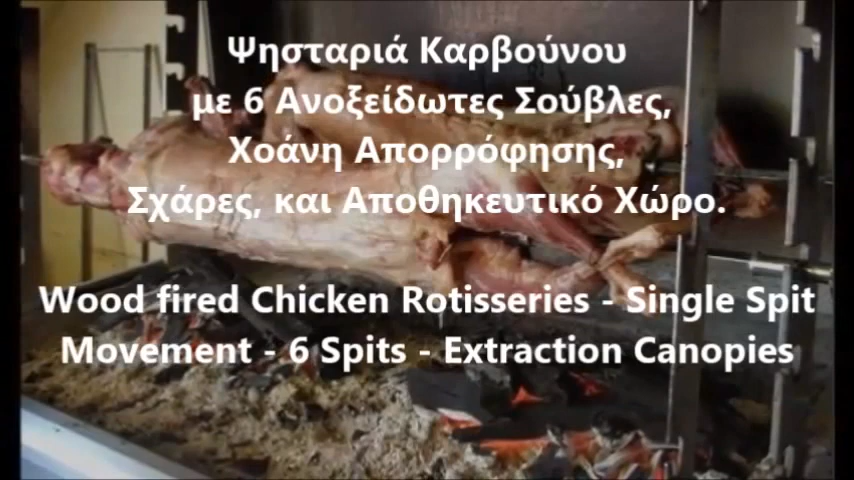 Ψησταριά Καρβούνου
με 6 Ανοξείδωτες Σούβλες,
Χοάνη Απορρόφησης,
Σχάρες, και Αποθηκευτικό Χώρο.
Wood fired Chicken Rotisseries - Single Spit
Movement - 6 Spits - Extraction Canopies